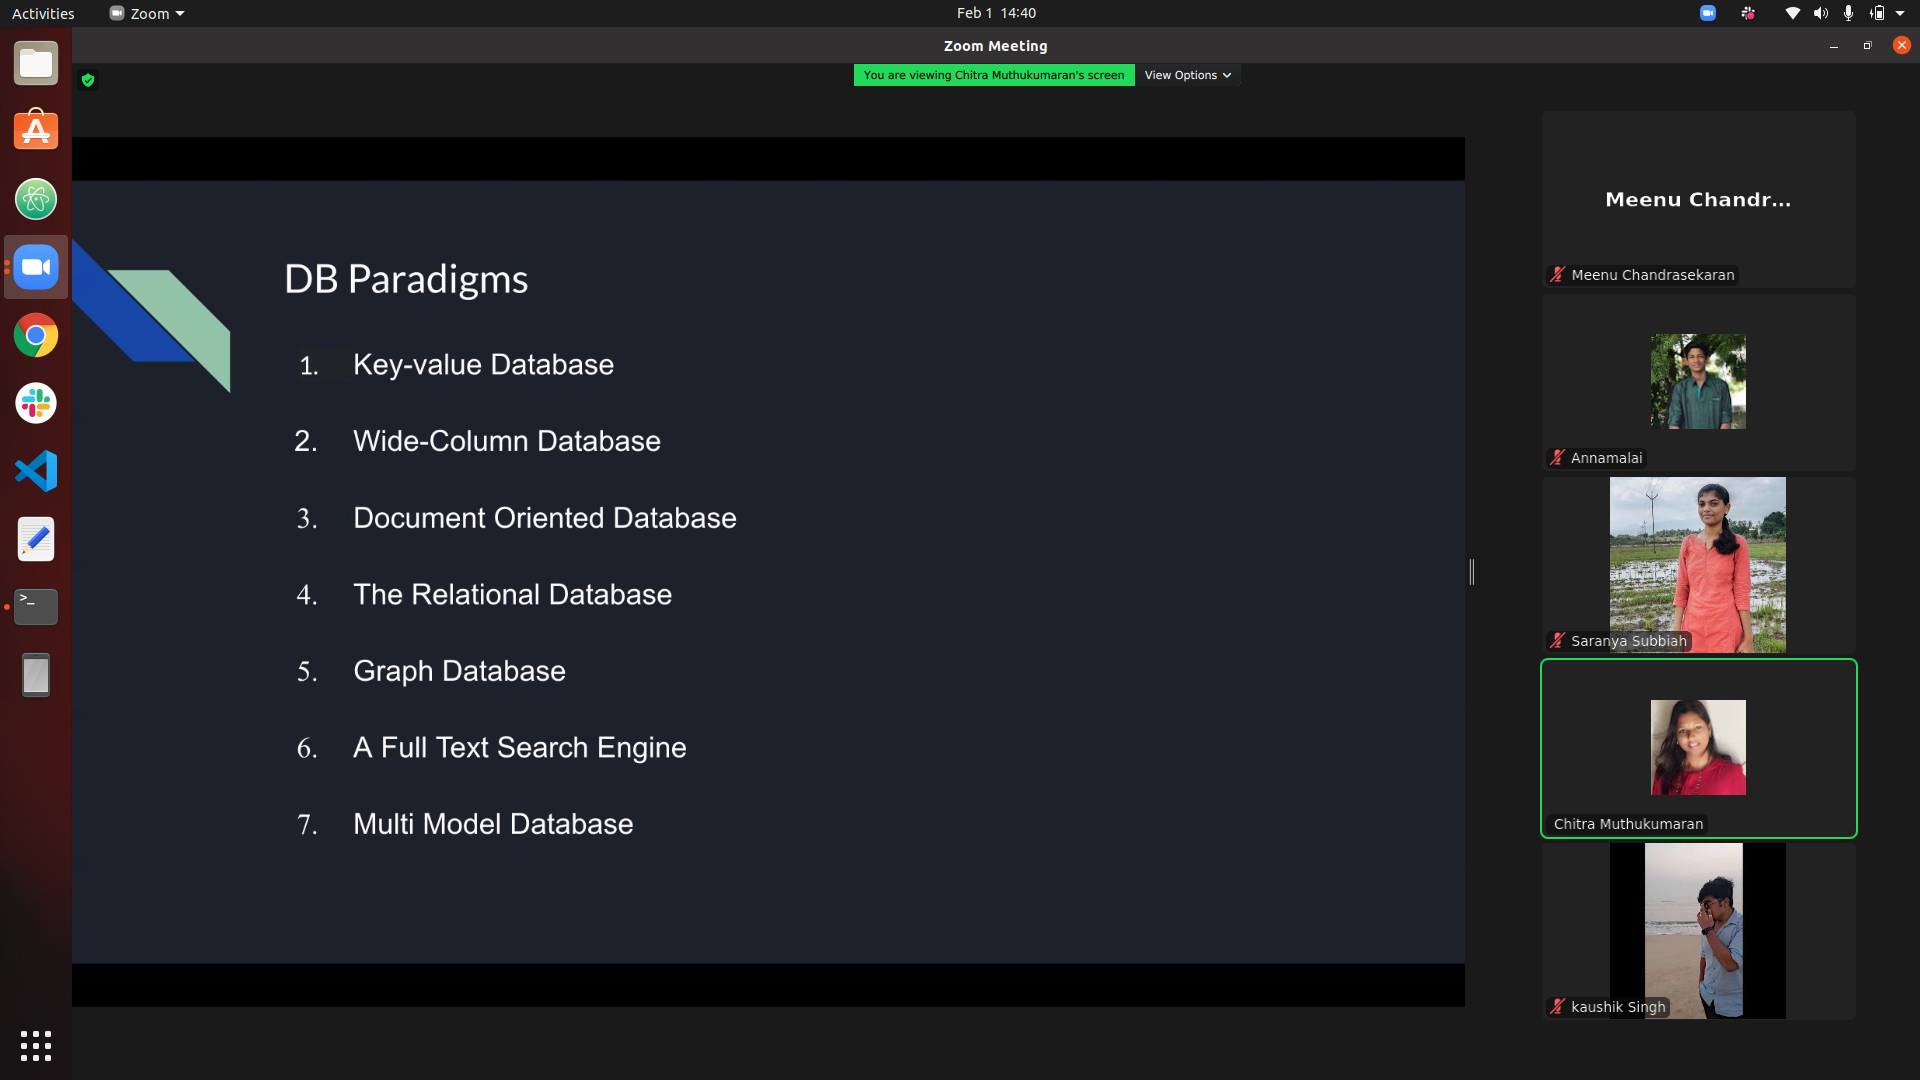 Activities
Zoom
Feb 1 14:40
Zoom Meeting
You are viewing Chitra Muthukumaran's screen
View Options
DB Paradigms
1. Key-value Database
2. Wide-Column Database
3. Document Oriented Database
4. The Relational Database
5. Graph Database
6. A Full Text Search Engine
7. Multi Model Database
Meenu Chandr...
Meenu Chandrasekaran
Annamalai
Saranya Subbiah
Chitra Muthukumaran
kaushik Singh